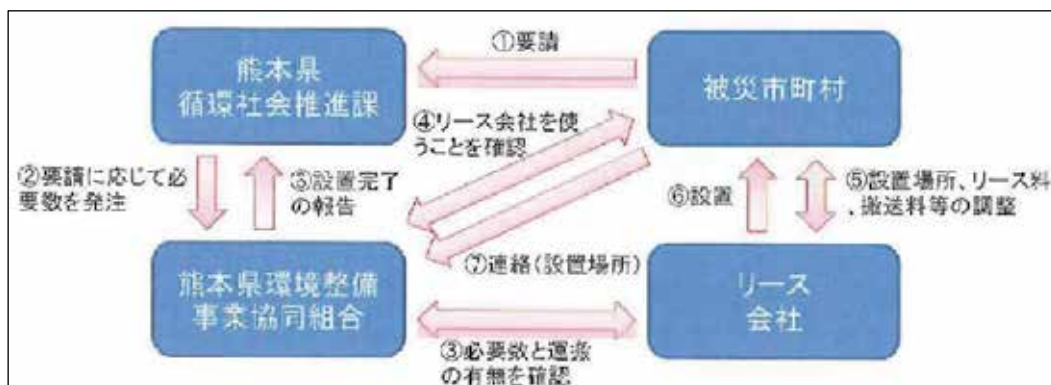 ①要請
熊本県
循環社会推進課
被災市町村
④リース会社を使
うことを確認
②要請に応じて必
要数を発注
⑧設置完了
の報告
⑥設置
⑤設置場所、リース料
、搬送料等の調整
⑦連絡(設置場所)
熊本県環境整備
事業協同組合
リース
会社
③必要数と運搬
の有無を確認